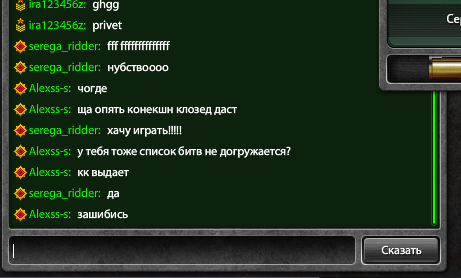 ira123456z: ghgg
ira123456z: privet
serega_ridder: fff fffffffffffff
serega_ridder: нубствоооо
Alexss-s: чогде
Alexss-s: ща опять конекшн клозед даст
serega_ridder: хачу играть!!!!!
Alexss-s: у тебя тоже список битв не догружается?
Alexss-s: кк выдает
serega_ridder: да
Alexss-s: зашибись
Сказать
Се